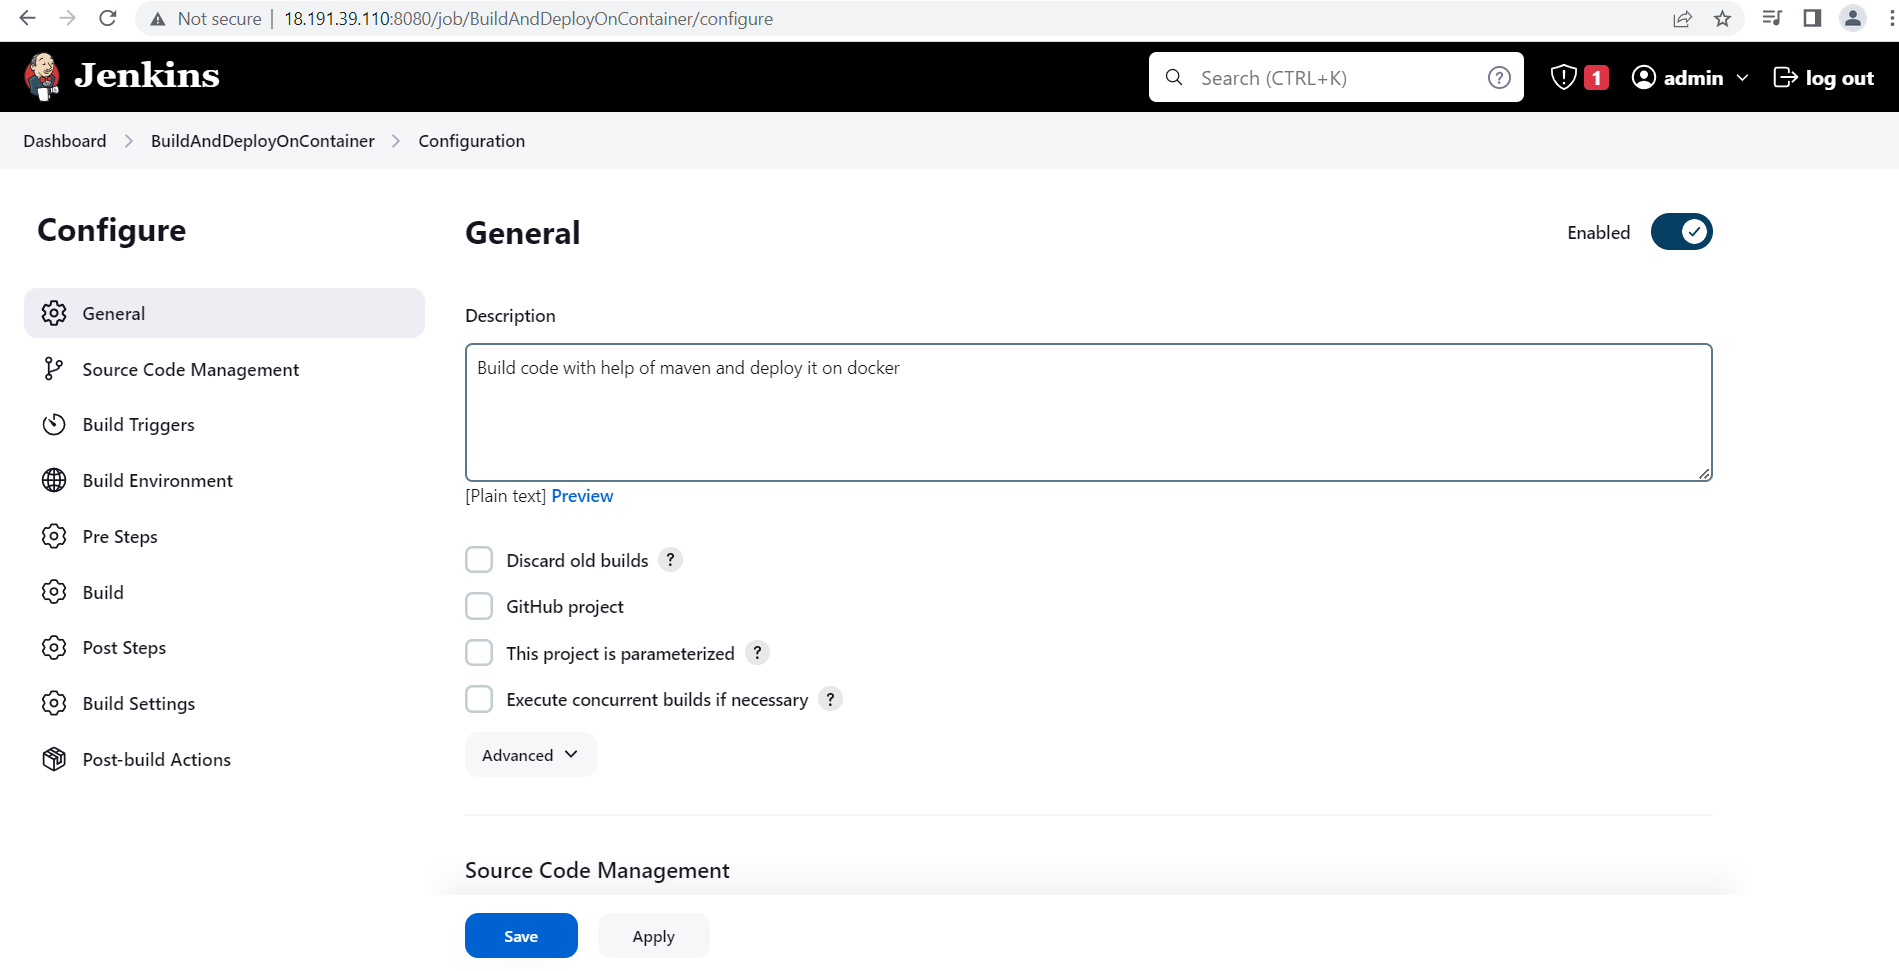 Not secure | 18.191.39.110:8080/job/BuildAndDeployOnContainer/configure
Jenkins
Search (CTRL+K) ?
1 admin log out
Dashboard > BuildAndDeployOnContainer > Configuration
Configure
General
Source Code Management
Build Triggers
Build Environment
Pre Steps
Build
Post Steps
Build Settings
Post-build Actions
General
Enabled
Description
Build code with help of maven and deploy it on docker
[Plain text] Preview
Discard old builds ?
GitHub project
This project is parameterized ?
Execute concurrent builds if necessary ?
Advanced
Source Code Management
Save Apply